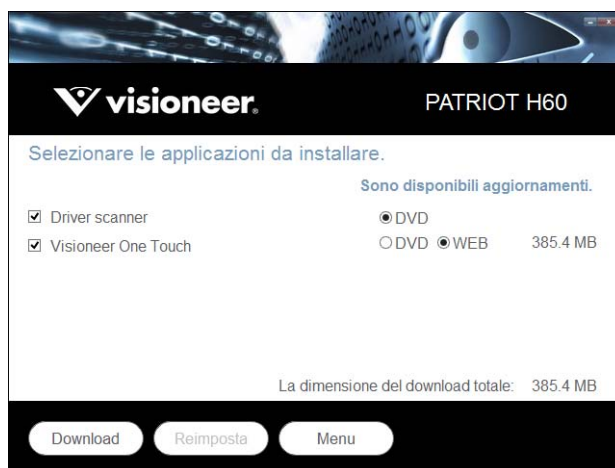 visioneer®
PATRIOT H60
Selezionare le applicazioni da installare.
Sono disponibili aggiornamenti.
Driver scanner DVD
Visioneer One Touch DVD WEB 385.4 MB
La dimensione del download totale: 385.4 MB
Download Reimposta Menu